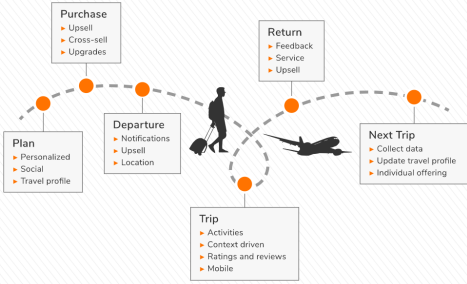 Purchase
Upsell
Cross-sell
Upgrades
Return
Feedback
Service
Upsell
Plan
Personalized
Social
Travel profile
Departure
Notifications
Upsell
Location
Next Trip
Collect data
Update travel profile
Individual offering
Trip
Activities
Context driven
Ratings and reviews
Mobile